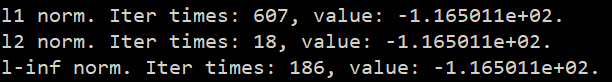 l1 norm. Iter times: 607, value: -1.165011e+02.
l2 norm. Iter times: 18, value: -1.165011e+02.
l-inf norm. Iter times: 186, value: -1.165011e+02.